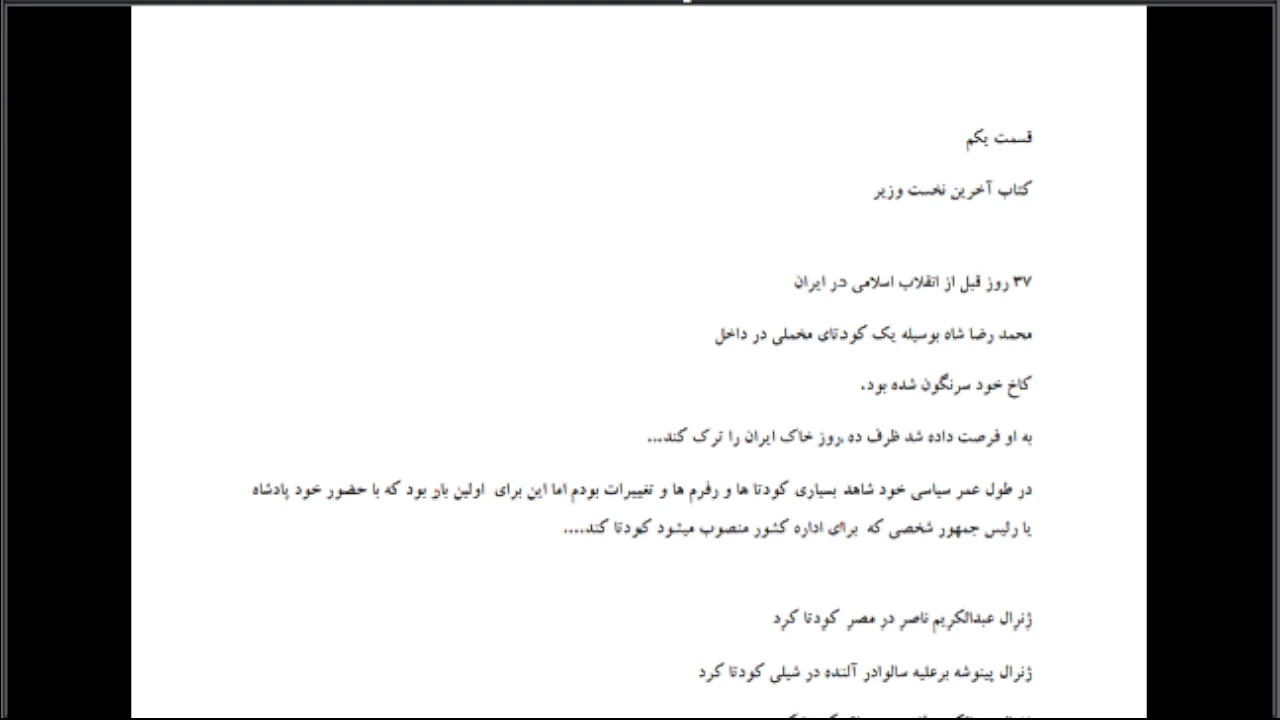 قسمت یکم
کتاب آخرین نخست وزیر
۳۷ روز قبل از انقلاب اسلامی در ایران
محمد رضا شاه بوسیله یک کودتای مخملی در داخل
کاخ خود سرنگون شده بود.
به او فرصت داده شد ظرف ده روز خاک ایران را ترک کند...
در طول عمر سیاسی خود شاهد بسیاری کودتا ها و رفرم ها و تغییرات بودم اما این برای اولین بار بود که با حضور خود پادشاه
یا رئیس جمهور شخصی که برای اداره کشور منصوب میشود کودتا کند....
ژنرال عبدالکریم ناصر در مصر کودتا کرد
ژنرال پینوشه برعلیه سالوادر آلنده در شیلی کودتا کرد